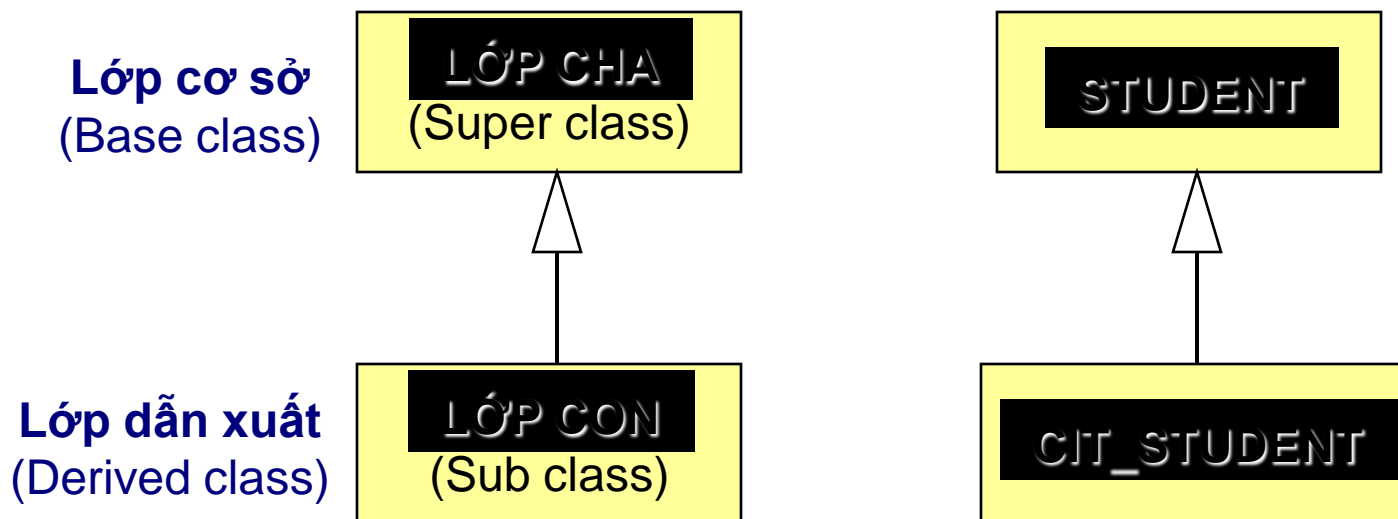 Lớp cơ sở
(Base class)
LỚP CHA
(Super class)
STUDENT
Lớp dẫn xuất
(Derived class)
LỚP CON
(Sub class)
CIT_STUDENT